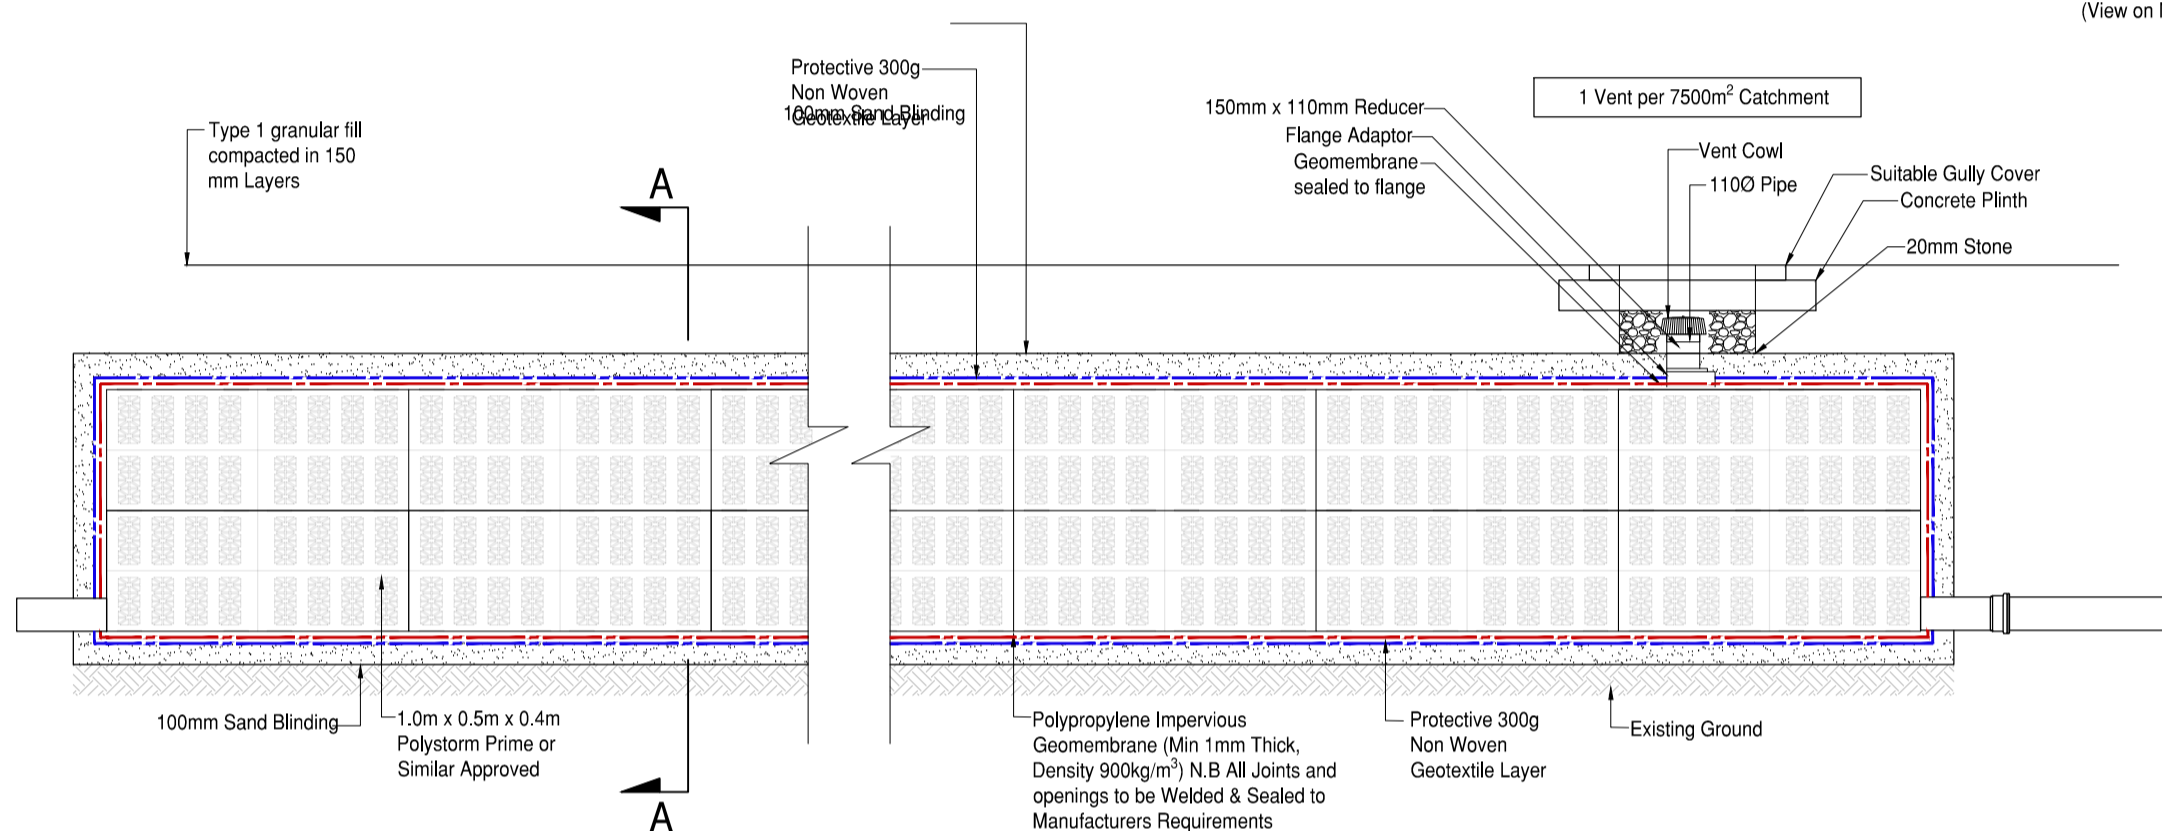 (View on
Protective 300g
Non Woven
Geotextile Layer
100mm Sand Blinding
Type 1 granular fill
compacted in 150
mm Layers
A
150mm x 110mm Reducer
Flange Adaptor
Geomembrane
sealed to flange
1 Vent per 7500m² Catchment
Vent Cowl
110Ø Pipe
Suitable Gully Cover
Concrete Plinth
20mm Stone
100mm Sand Blinding
1.0m x 0.5m x 0.4m
Polystorm Prime or
Similar Approved
A
Polypropylene Impervious
Geomembrane (Min 1mm Thick,
Density 900kg/m³) N.B All Joints and
openings to be Welded & Sealed to
Manufacturers Requirements
Protective 300g
Non Woven
Geotextile Layer
Existing Ground